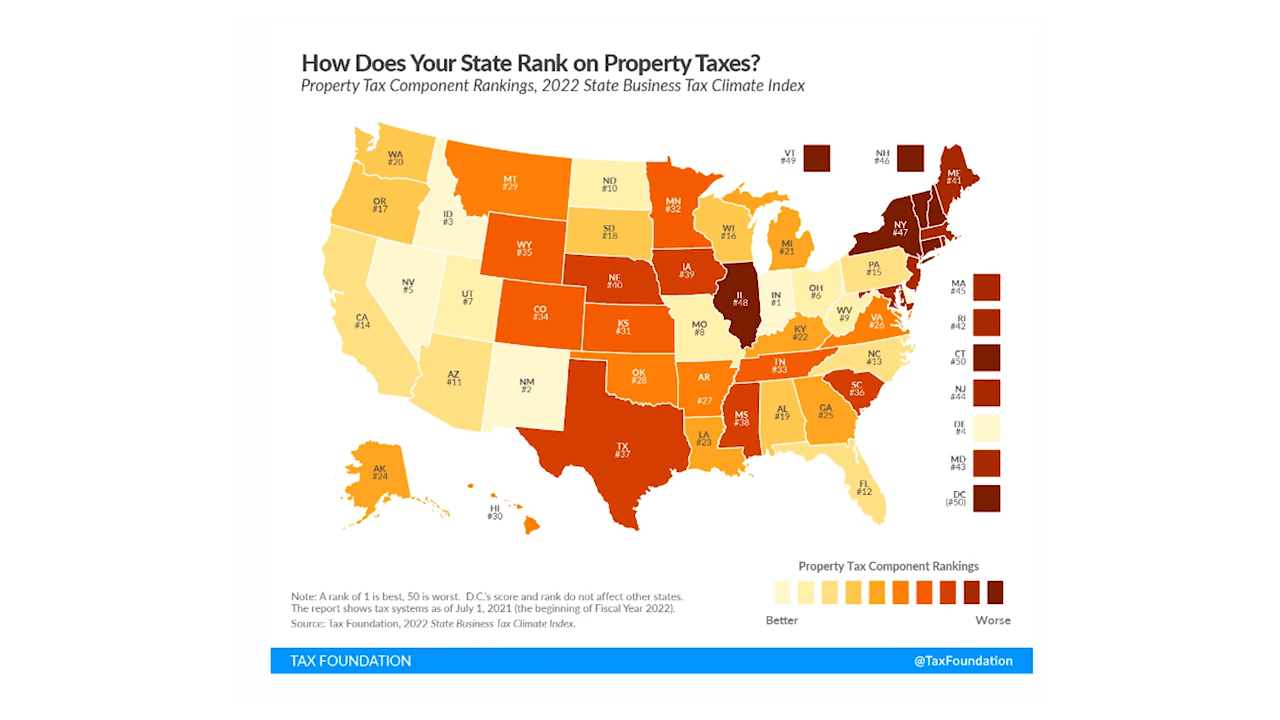 How Does Your State Rank on Property Taxes?
Property Tax Component Rankings, 2022 State Business Tax Climate Index
VT
#49
NH
#46
ME
#41
WA
#20
MT
#29
ND
#10
MN
#32
OR
#17
ID
#3
SD
#18
WI
#16
MI
#21
NY
#47
WY
#35
IA
#39
PA
#15
NE
#40
NV
#5
UT
#7
IL
#48
IN
#1
OH
#6
MA
#45
CO
#34
CA
#14
KS
#31
MO
#8
KY
#22
WV
#9
VA
#26
RI
#42
CT
#50
NC
#13
TN
#33
AZ
#11
NM
#2
OK
#28
AR
#27
SC
#36
NJ
#44
MS
#38
AL
#19
GA
#25
DE
#4
TX
#37
LA
#23
MD
#43
AK
#24
FL
#12
DC
(#50)
HI
#30
Property Tax Component Rankings
Better
Worse
Note: A rank of 1 is best, 50 is worst. D.C.'s score and rank do not affect other states.
The report shows tax systems as of July 1, 2021 (the beginning of Fiscal Year 2022).
Source: Tax Foundation, 2022 State Business Tax Climate Index.
TAX FOUNDATION
@TaxFoundation